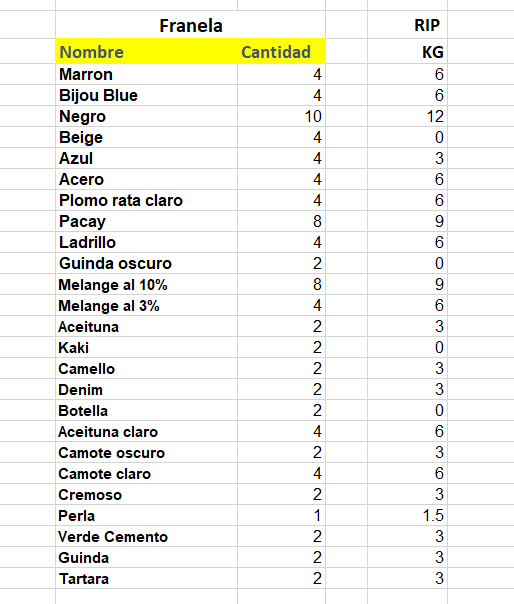 Franela RIP
Nombre Cantidad KG
Marron 4 6
Bijou Blue 4 6
Negro 10 12
Beige 4 0
Azul 4 3
Acero 4 6
Plomo rata claro 4 6
Pacay 8 9
Ladrillo 4 6
Guinda oscuro 2 0
Melange al 10% 8 9
Melange al 3% 4 6
Aceituna 2 3
Kaki 2 0
Camello 2 3
Denim 2 3
Botella 2 0
Aceituna claro 4 6
Camote oscuro 2 3
Camote claro 4 6
Cremoso 2 3
Perla 1 1.5
Verde Cemento 2 3
Guinda 2 3
Tartara 2 3